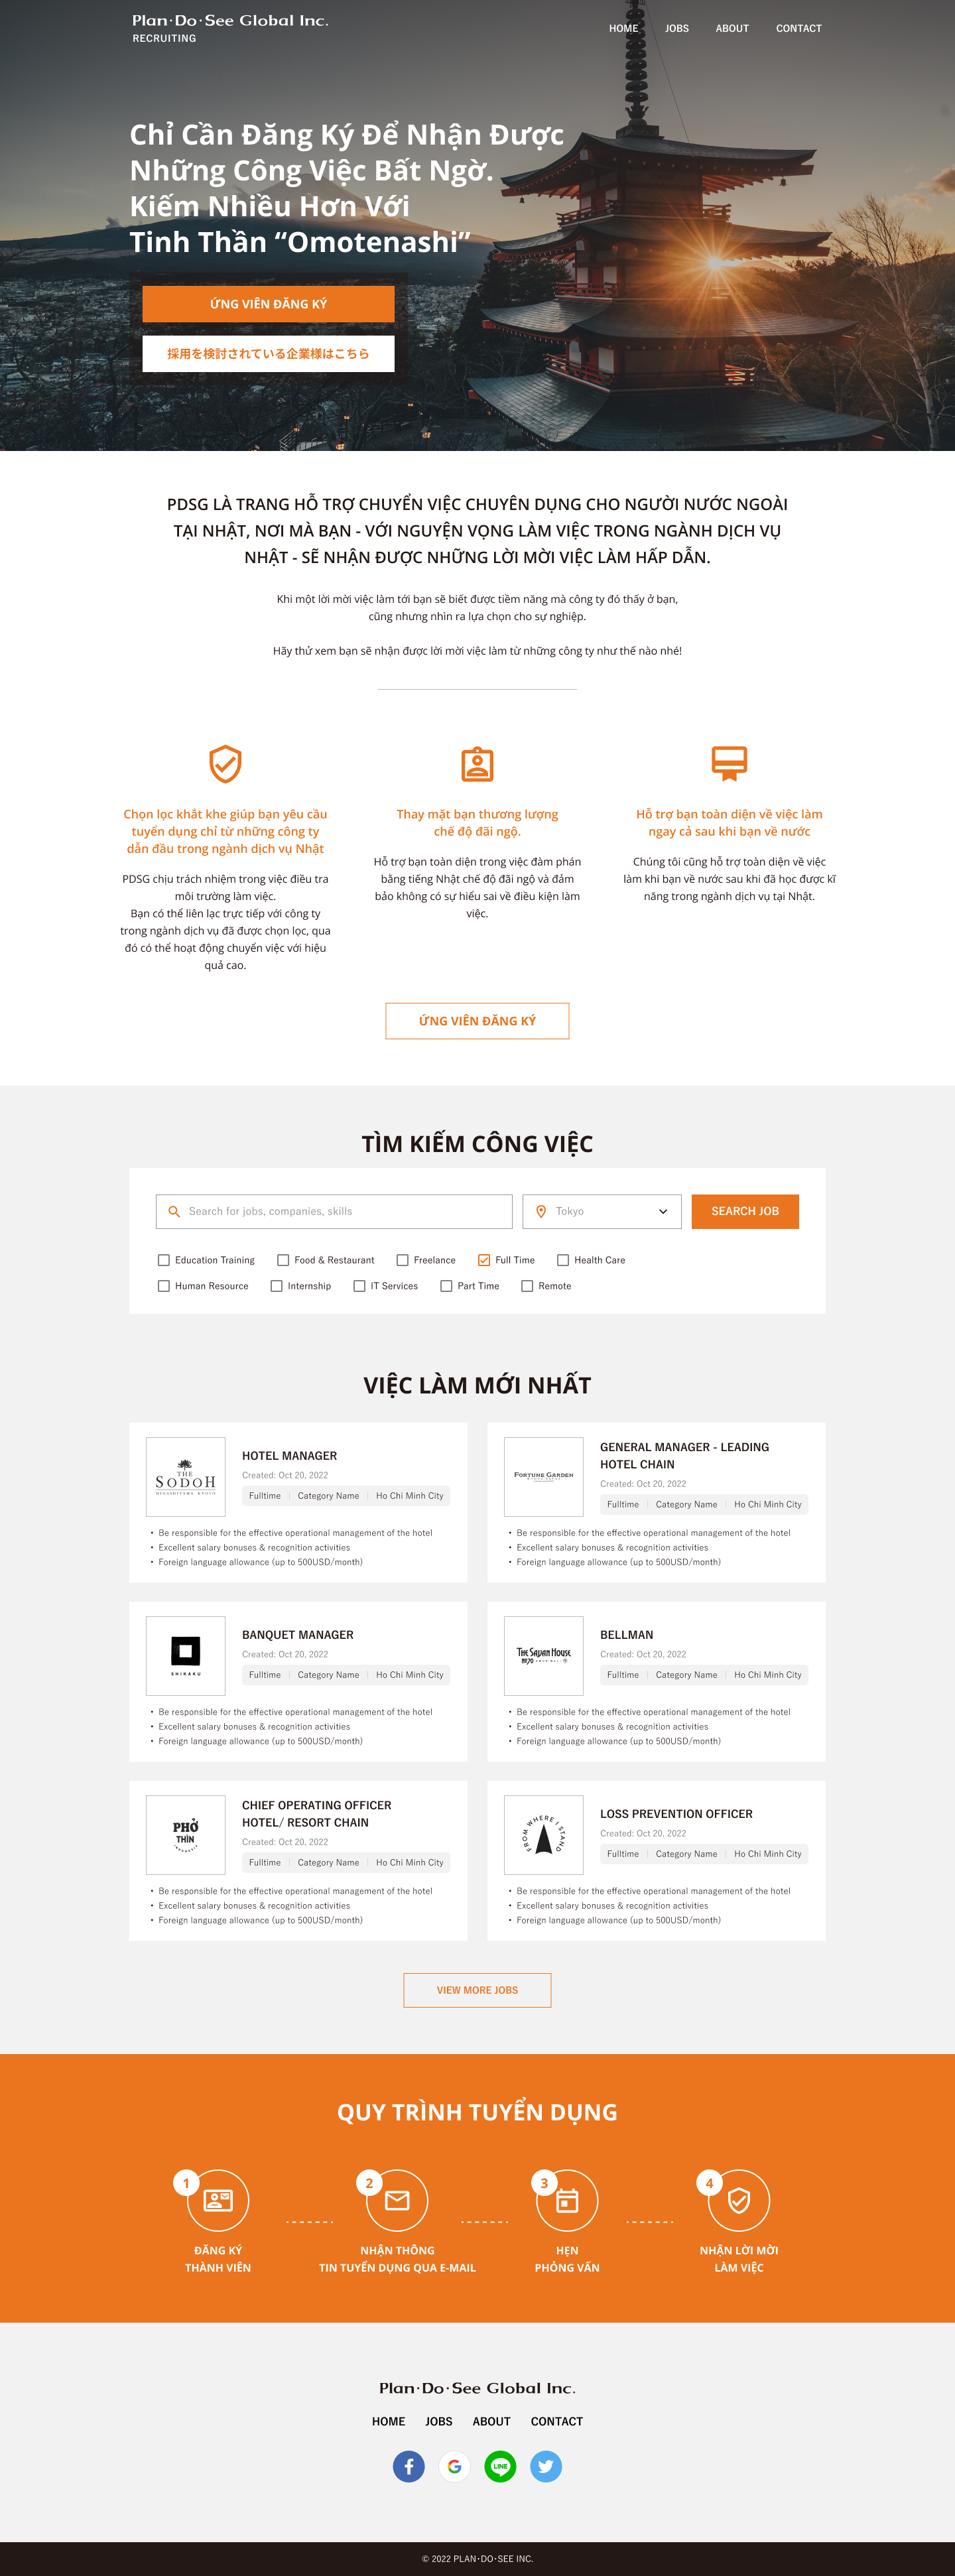 Plan·Do·See Global Inc.
RECRUITING
HOME JOBS ABOUT CONTACT
Chỉ Cần Đăng Ký Để Nhận Được
Những Công Việc Bất Ngờ.
Kiếm Nhiều Hơn Với
Tinh Thần “Omotenashi”
ỨNG VIÊN ĐĂNG KÝ
採用を検討されている企業様はこちら
PDSG LÀ TRANG HỖ TRỢ CHUYỂN VIỆC CHUYÊN DỤNG CHO NGƯỜI NƯỚC NGOÀI
TẠI NHẬT, NƠI MÀ BẠN - VỚI NGUYỆN VỌNG LÀM VIỆC TRONG NGÀNH DỊCH VỤ
NHẬT - SẼ NHẬN ĐƯỢC NHỮNG LỜI MỜI VIỆC LÀM HẤP DẪN.
Khi một lời mời việc làm tới bạn sẽ biết được tiềm năng mà công ty đó thấy ở bạn,
cũng nhưng nhìn ra lựa chọn cho sự nghiệp.
Hãy thử xem bạn sẽ nhận được lời mời việc làm từ những công ty như thế nào nhé!
Chọn lọc khắt khe giúp bạn yêu cầu
tuyển dụng chỉ từ những công ty
dẫn đầu trong ngành dịch vụ Nhật
PDSG chịu trách nhiệm trong việc điều tra
môi trường làm việc.
Bạn có thể liên lạc trực tiếp với công ty
trong ngành dịch vụ đã được chọn lọc, qua
đó có thể hoạt động chuyển việc với hiệu
quả cao.
Thay mặt bạn thương lượng
chế độ đãi ngộ.
Hỗ trợ bạn toàn diện trong việc đàm phán
bằng tiếng Nhật chế độ đãi ngộ và đảm
bảo không có sự hiểu sai về điều kiện làm
việc.
Hỗ trợ bạn toàn diện về việc làm
ngay cả sau khi bạn về nước
Chúng tôi cũng hỗ trợ toàn diện về việc
làm khi bạn về nước sau khi đã học được kĩ
năng trong ngành dịch vụ tại Nhật.
ỨNG VIÊN ĐĂNG KÝ
TÌM KIẾM CÔNG VIỆC
Search for jobs, companies, skills
Tokyo
SEARCH JOB
Education Training Food & Restaurant Freelance Full Time Health Care
Human Resource Internship IT Services Part Time Remote
VIỆC LÀM MỚI NHẤT
THE
SODOH
HIGASHIYAMA KYOTO
HOTEL MANAGER
Created: Oct 20, 2022
Fulltime Category Name Ho Chi Minh City
• Be responsible for the effective operational management of the hotel
• Excellent salary bonuses & recognition activities
• Foreign language allowance (up to 500USD/month)
FORTUNE GARDEN
GENERAL MANAGER - LEADING
HOTEL CHAIN
Created: Oct 20, 2022
Fulltime Category Name Ho Chi Minh City
• Be responsible for the effective operational management of the hotel
• Excellent salary bonuses & recognition activities
• Foreign language allowance (up to 500USD/month)
SHIKAKU
BANQUET MANAGER
Created: Oct 20, 2022
Fulltime Category Name Ho Chi Minh City
• Be responsible for the effective operational management of the hotel
• Excellent salary bonuses & recognition activities
• Foreign language allowance (up to 500USD/month)
THE SODOH HOUSE
BELLMAN
Created: Oct 20, 2022
Fulltime Category Name Ho Chi Minh City
• Be responsible for the effective operational management of the hotel
• Excellent salary bonuses & recognition activities
• Foreign language allowance (up to 500USD/month)
PHỞ
THÌN
CHIEF OPERATING OFFICER
HOTEL/ RESORT CHAIN
Created: Oct 20, 2022
Fulltime Category Name Ho Chi Minh City
• Be responsible for the effective operational management of the hotel
• Excellent salary bonuses & recognition activities
• Foreign language allowance (up to 500USD/month)
FROM WHERE I STAND
LOSS PREVENTION OFFICER
Created: Oct 20, 2022
Fulltime Category Name Ho Chi Minh City
• Be responsible for the effective operational management of the hotel
• Excellent salary bonuses & recognition activities
• Foreign language allowance (up to 500USD/month)
VIEW MORE JOBS
QUY TRÌNH TUYỂN DỤNG
1
ĐĂNG KÝ
THÀNH VIÊN
2
NHẬN THÔNG
TIN TUYỂN DỤNG QUA E-MAIL
3
HẸN
PHỎNG VẤN
4
NHẬN LỜI MỜI
LÀM VIỆC
Plan·Do·See Global Inc.
HOME JOBS ABOUT CONTACT
LINE
© 2022 PLAN·DO·SEE INC.